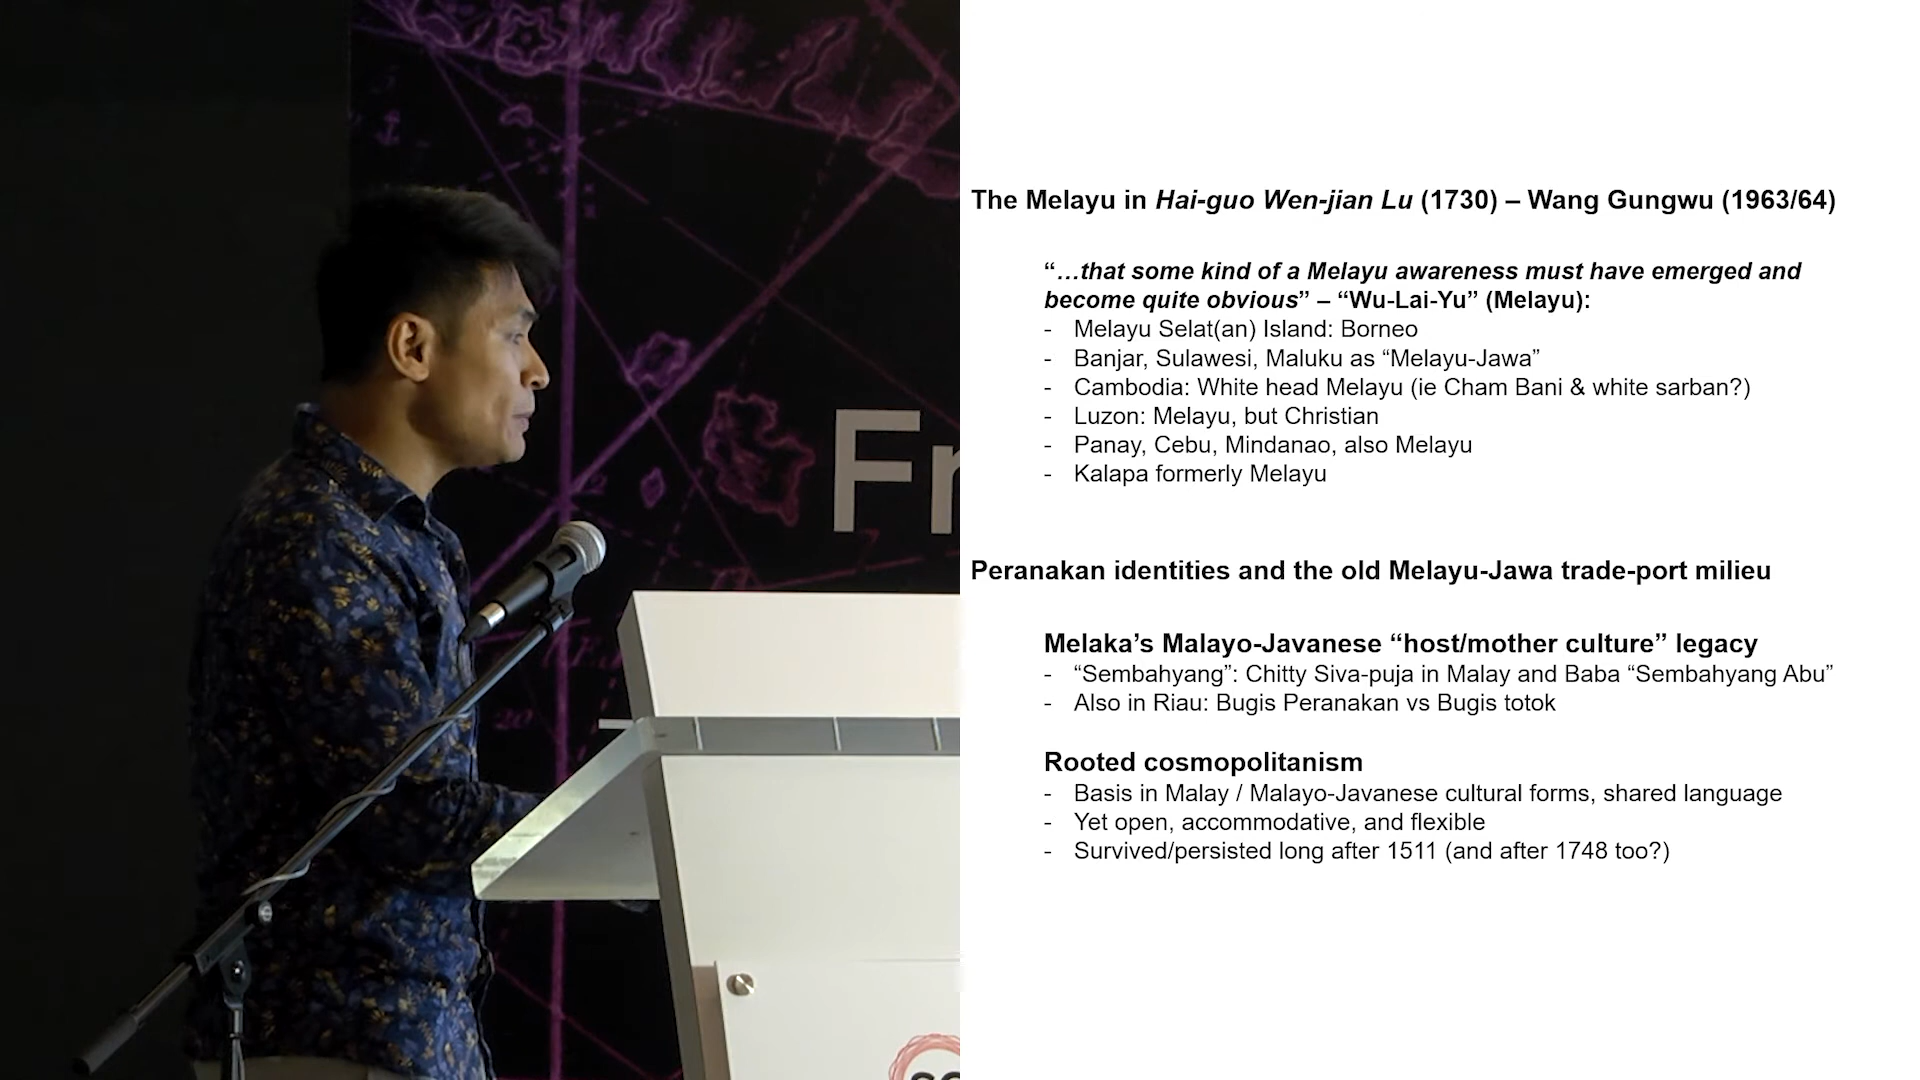 Fr
The Melayu in Hai-guo Wen-jian Lu (1730) – Wang Gungwu (1963/64)
“…that some kind of a Melayu awareness must have emerged and
become quite obvious” – “Wu-Lai-Yu” (Melayu):
- Melayu Selat(an) Island: Borneo
- Banjar, Sulawesi, Maluku as “Melayu-Jawa”
- Cambodia: White head Melayu (ie Cham Bani & white sarban?)
- Luzon: Melayu, but Christian
- Panay, Cebu, Mindanao, also Melayu
- Kalapa formerly Melayu
Peranakan identities and the old Melayu-Jawa trade-port milieu
Melaka’s Malayo-Javanese “host/mother culture” legacy
- “Sembahyang”: Chitty Siva-puja in Malay and Baba “Sembahyang Abu”
- Also in Riau: Bugis Peranakan vs Bugis totok
Rooted cosmopolitanism
- Basis in Malay / Malayo-Javanese cultural forms, shared language
- Yet open, accommodative, and flexible
- Survived/persisted long after 1511 (and after 1748 too?)